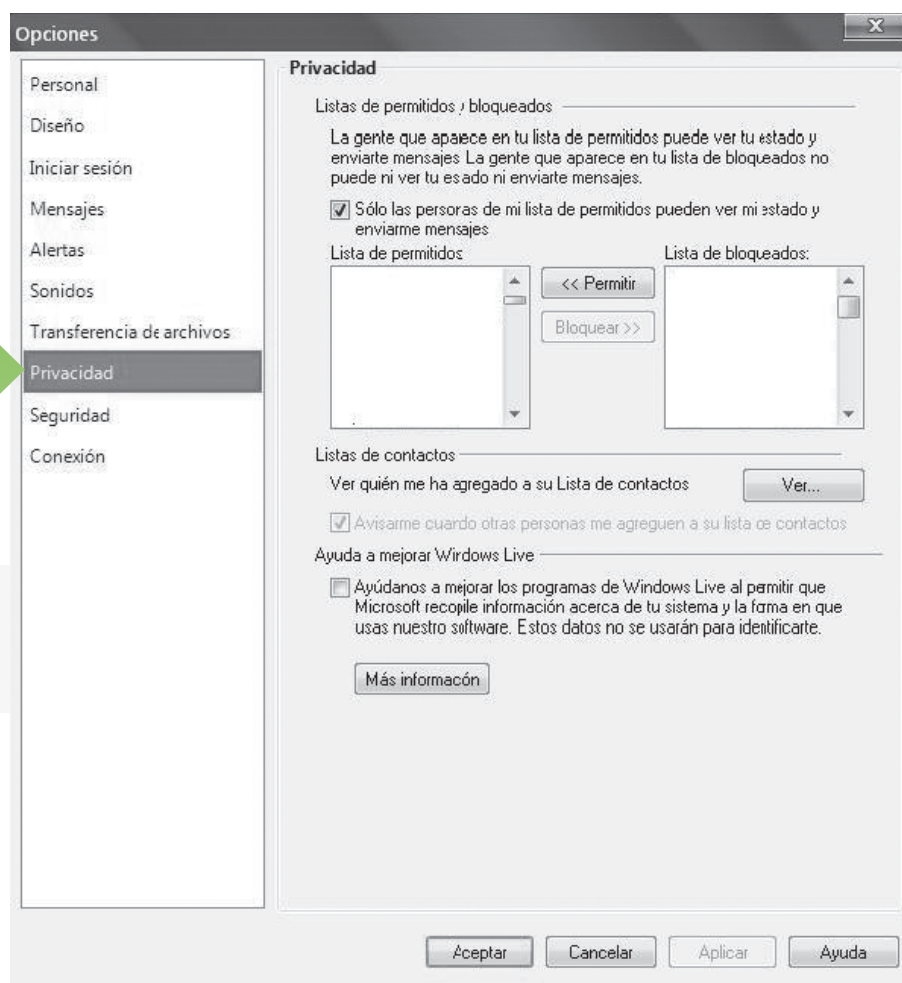 Opciones
Personal
Diseño
Iniciar sesión
Mensajes
Alertas
Sonidos
Transferencia de archivos
Privacidad
Seguridad
Conexión
Privacidad
Listas de permitidos y bloqueados
La gente que aparece en tu lista de permitidos puede ver tu estado y
enviarte mensajes La gente que aparece en tu lista de bloqueados no
puede ni ver tu esado ni enviarte mensajes.
Sólo las persoras de mi lista de permitidos pueden ver mi estado y
enviarme mensajes
Lista de permitidos
Lista de bloqueados:
<< Permitir
Bloquear >>
Listas de contactos
Ver quién me ha agregado a su Lista de contactos
Ver...
Avisarme cuando otras personas me agreguen a su lista de contactos
Ayuda a mejorar Windows Live
Ayúdanos a mejorar los programas de Windows Live al permitir que
Microsoft recopile información acerca de tu sistema y la forma en que
usas nuestro software. Estos datos no se usarán para identificarte.
Más informacón
Aceptar
Cancelar
Aplicar
Ayuda